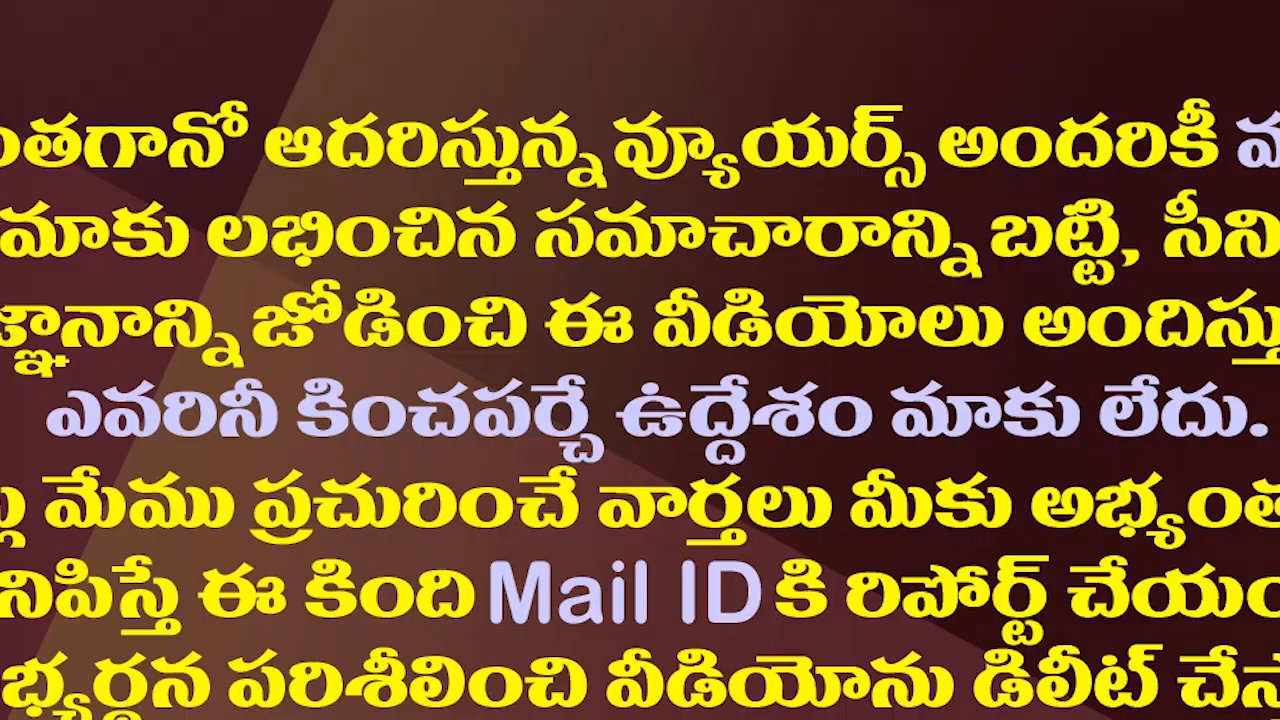 ంతగానో ఆదరిస్తున్న వ్యూయర్స్ అందరికీ
మాకు లభించిన సమాచారాన్ని బట్టి, సీని
జ్ఞానాన్ని జోడించి ఈ వీడియోలు అందిస్తు
ఎవరినీ కించపర్చే ఉద్దేశం మాకు లేదు.
మేము ప్రచురించే వార్తలు మీకు అభ్యంత
నిపిస్తే ఈ కింది Mail ID కి రిపోర్ట్ చేయం
భ్యర్థన పరిశీలించి వీడియోను డిలీట్ చేస